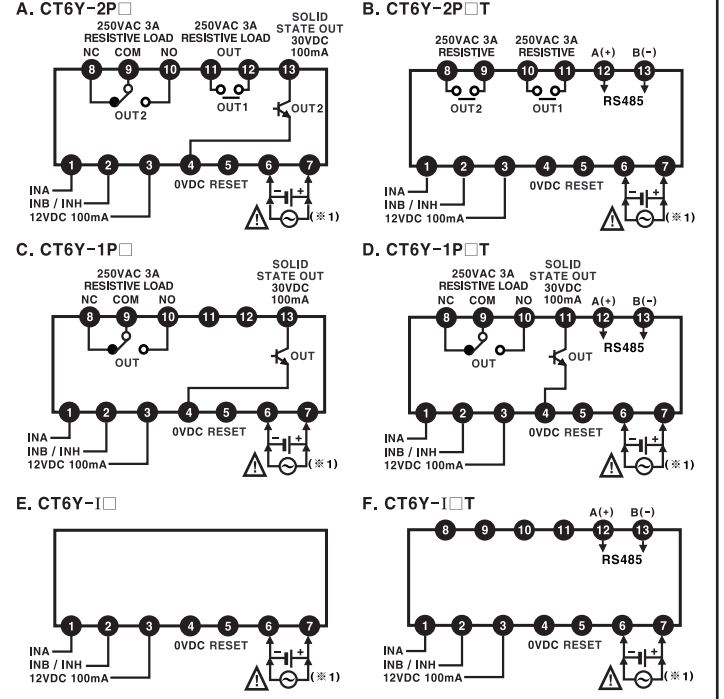 A. CT6Y-2P□
250VAC 3A 250VAC 3A
RESISTIVE LOAD RESISTIVE LOAD
NC COM NO OUT
SOLID
STATE OUT
30VDC
100mA
8 9 10 11 12 13
OUT2 OUT1 OUT2
1 2 3 4 5 6 7
0VDC RESET
INA
INB / INH
12VDC 100mA
- +
(※1)
B. CT6Y-2P□T
250VAC 3A 250VAC 3A
RESISTIVE RESISTIVE
A(+) B(-)
8 9 10 11 12 13
RS485
OUT2 OUT1
1 2 3 4 5 6 7
0VDC RESET
INA
INB / INH
12VDC 100mA
- +
(※1)
C. CT6Y-1P□
250VAC 3A
RESISTIVE LOAD
NC COM NO
SOLID
STATE OUT
30VDC
100mA
8 9 10 11 12 13
OUT OUT
1 2 3 4 5 6 7
0VDC RESET
INA
INB / INH
12VDC 100mA
- +
(※1)
D. CT6Y-1P□T
250VAC 3A
RESISTIVE LOAD
NC COM NO
SOLID
STATE OUT
30VDC
100mA
A(+) B(-)
8 9 10 11 12 13
RS485
OUT OUT
1 2 3 4 5 6 7
0VDC RESET
INA
INB / INH
12VDC 100mA
- +
(※1)
E. CT6Y-I□
1 2 3 4 5 6 7
0VDC RESET
INA
INB / INH
12VDC 100mA
- +
(※1)
F. CT6Y-I□T
A(+) B(-)
8 9 10 11 12 13
RS485
1 2 3 4 5 6 7
0VDC RESET
INA
INB / INH
12VDC 100mA
- +
(※1)